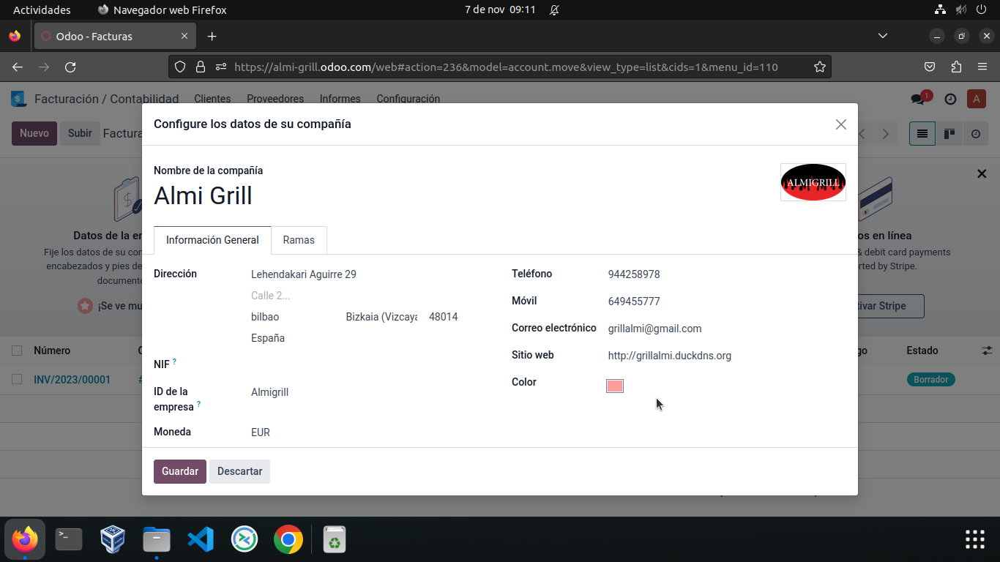 Actividades Navegador web Firefox 7 de nov 09:11
Odoo - Facturas
https://almi-grill.odoo.com/web#action=236&model=account.move&view_type=list&cids=1&menu_id=110
Facturación / Contabilidad Clientes Proveedores Informes Configuración 1 A
Configure los datos de su compañía
Nuevo Subir Factura
Nombre de la compañía
Almi Grill
ALMIGRILL
Datos de la en
os en línea
Información General Ramas
Fije los datos de su con
& debit card payments
encabezados y pies de
rted by Stripe.
documento
Dirección Lehendakari Aguirre 29
Calle 2...
bilbao Bizkaia (Vizcaya 48014
España
NIF ?
ID de la empresa ? Almigrill
Moneda EUR
Teléfono 944258978
Móvil 649455777
Correo electrónico grillalmi@gmail.com
Sitio web http://grillalmi.duckdns.org
Color
¡Se ve mu
tivar Stripe
Número
go Estado
INV/2023/00001 #
Borrador
Guardar Descartar